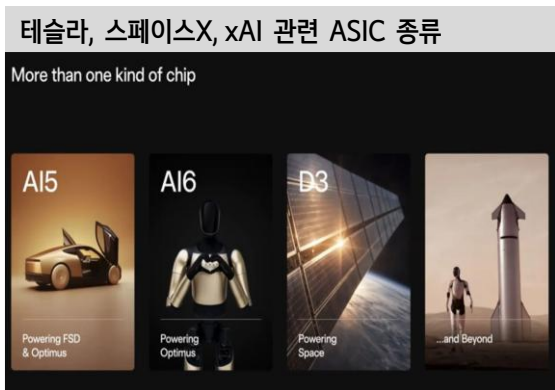 테슬라, 스페이스X, xAI 관련 ASIC 종류
More than one kind of chip
AI5
Powering FSD
& Optimus
AI6
Powering
Optimus
D3
Powering
Space
...and Beyond